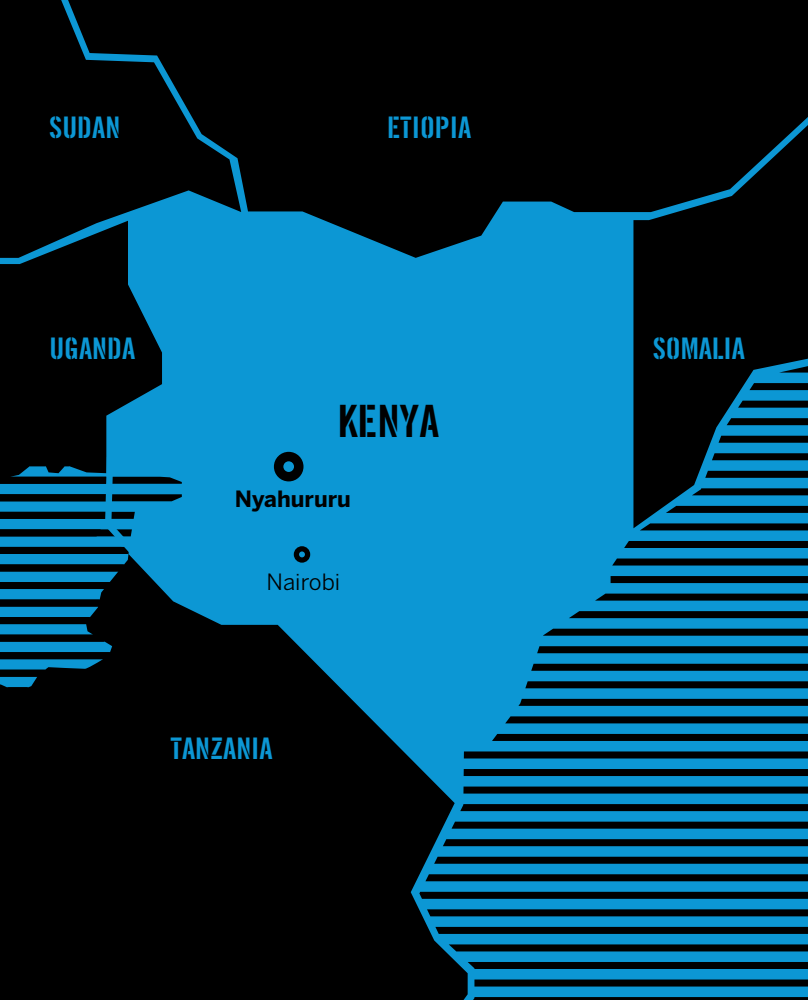 SUDAN
ETIOPIA
UGANDA
SOMALIA
KENYA
Nyahururu
Nairobi
TANZANIA